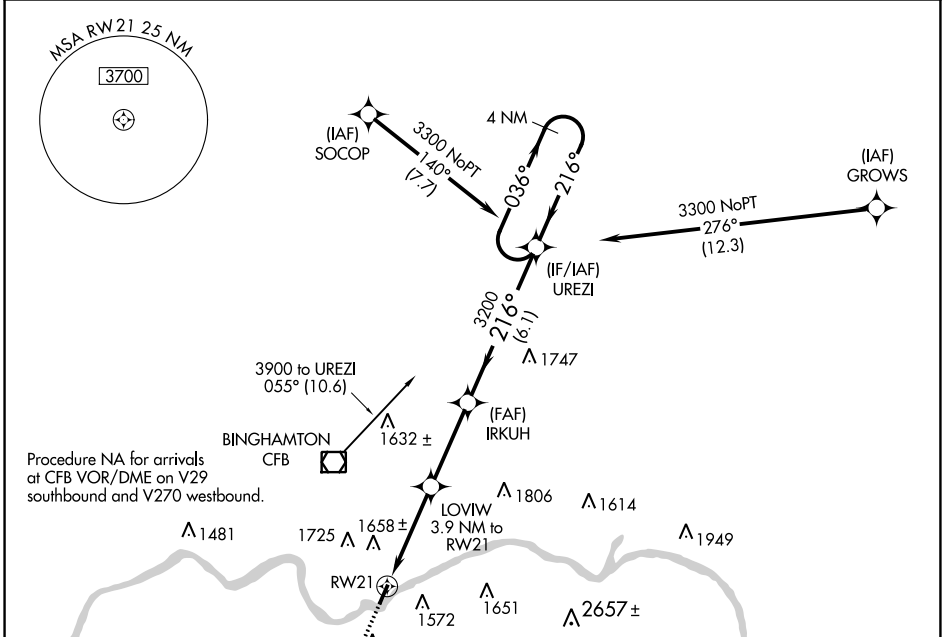 MSA RW21 25 NM
3700
(IAF)
SOCOP
3300 NoPT
140°
(7.7)
4 NM
036°
216°
(IAF)
GROWS
3300 NoPT
276°
(12.3)
(IF/IAF)
UREZI
3200
216°
(6.1)
1747
3900 to UREZI
055° (10.6)
1632 ±
(FAF)
IRKUH
BINGHAMTON
CFB
Procedure NA for arrivals
at CFB VOR/DME on V29
southbound and V270 westbound.
LOVIW
3.9 NM to
RW21
1806
1614
1481
1725
1658 ±
1949
RW21
1572
1651
2657 ±